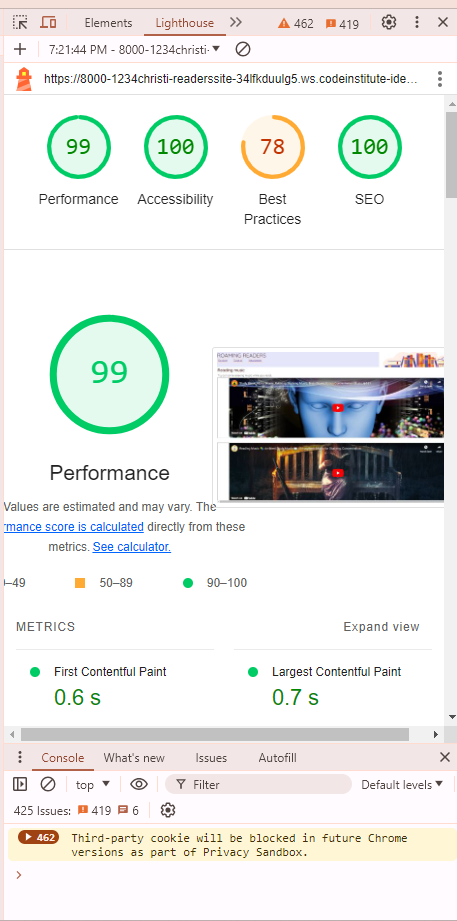 Elements Lighthouse 462 419
7:21:44 PM - 8000-1234christi-
https://8000-1234christi-readerssite-34lfkduulg5.ws.codeinstitute-ide…
99 100 78 100
Performance Accessibility Best Practices SEO
99
ROAMING READERS
Reading music
Performance
Values are estimated and may vary. The
rmance score is calculated directly from these
metrics. See calculator.
–49 50–89 90–100
METRICS Expand view
First Contentful Paint Largest Contentful Paint
0.6 s 0.7 s
Console What's new Issues Autofill
top Filter Default levels
425 Issues: 419 6
462 Third-party cookie will be blocked in future Chrome
versions as part of Privacy Sandbox.